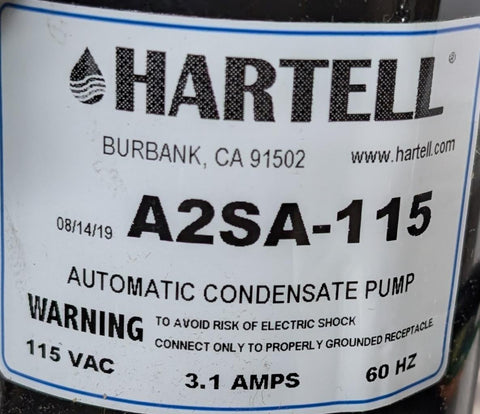 HARTELL®
BURBANK, CA 91502 www.hartell.com
08/14/19 A2SA-115
AUTOMATIC CONDENSATE PUMP
WARNING TO AVOID RISK OF ELECTRIC SHOCK
CONNECT ONLY TO PROPERLY GROUNDED RECEPTACLE.
115 VAC 3.1 AMPS 60 HZ